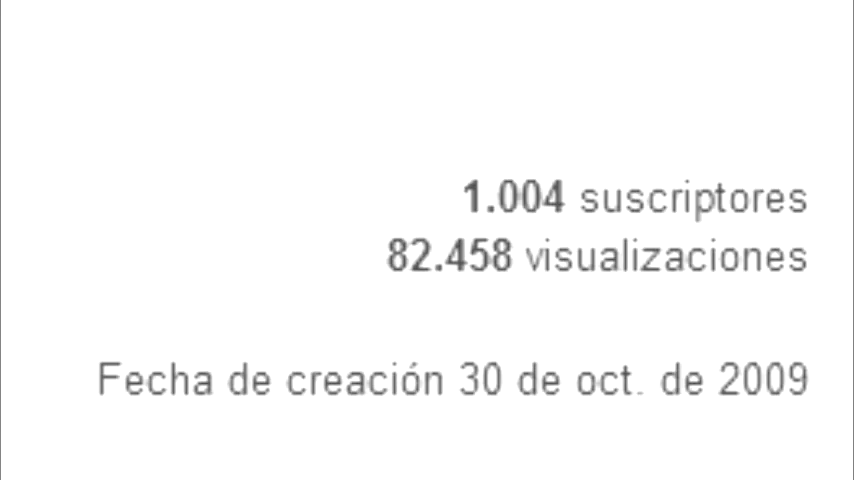 1.004 suscriptores
82.458 visualizaciones
Fecha de creación 30 de oct. de 2009